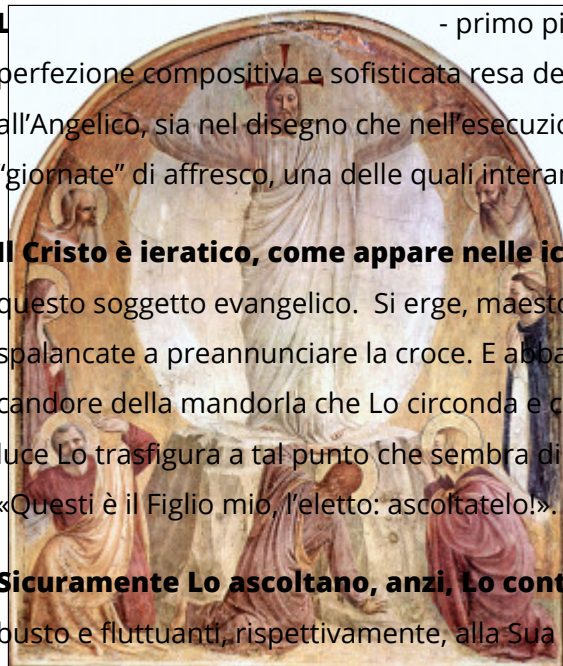 L - primo pi
perfezione compositiva e sofisticata resa de
all’Angelico, sia nel disegno che nell’esecuzio
“giornate” di affresco, una delle quali interan
Il Cristo è ieratico, come appare nelle ic
questo soggetto evangelico. Si erge, maesto
spalancate a preannunciare la croce. E abba
candore della mandorla che Lo circonda e c
luce Lo trasfigura a tal punto che sembra di
«Questi è il Figlio mio, l’eletto: ascoltatelo!».
Sicuramente Lo ascoltano, anzi, Lo cont
busto e fluttuanti, rispettivamente, alla Sua